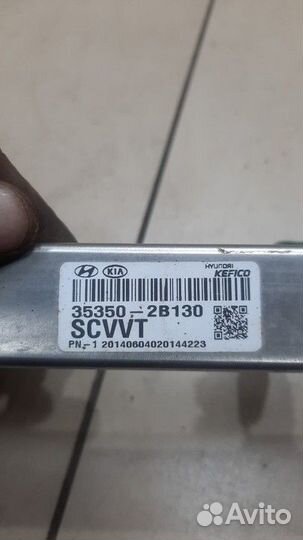 KIA
HYUNDAI
KEFICO
35350-2B130
SCVVT
PN-1 20140604020144223
Avito